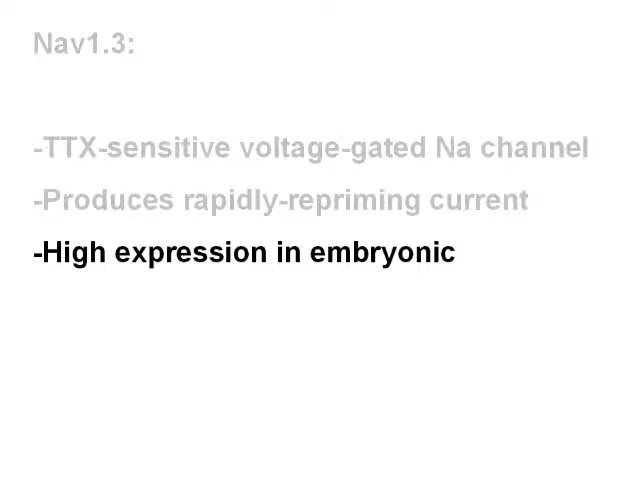 Nav1.3:
-TTX-sensitive voltage-gated Na channel
-Produces rapidly-repriming current
-High expression in embryonic